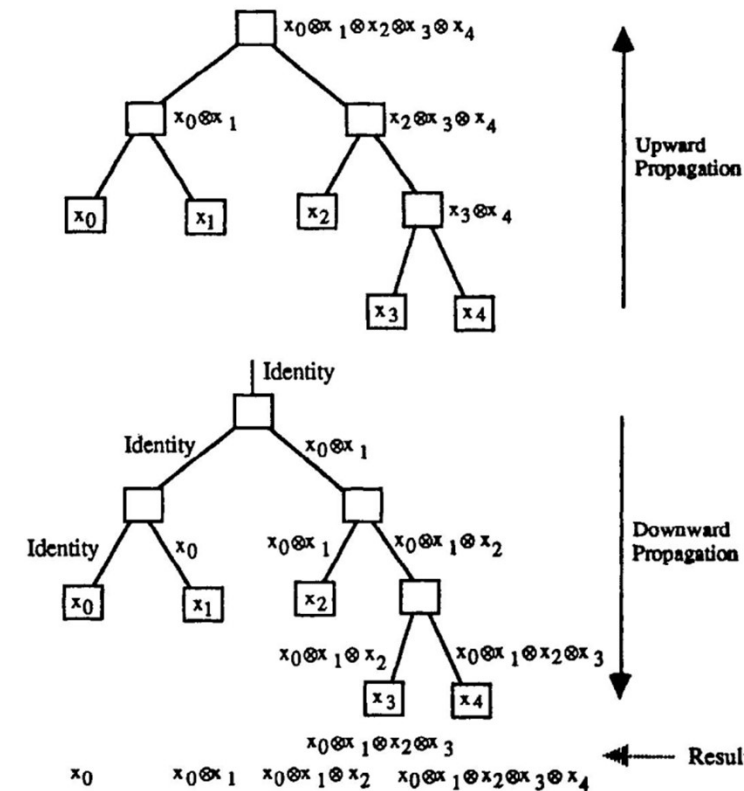 x0⊗x1⊗x2⊗x3⊗x4
x0⊗x1
x2⊗x3⊗x4
Upward
Propagation
x0
x1
x2
x3⊗x4
x3
x4
Identity
Identity
x0⊗x1
Identity
x0
x0⊗x1
x0⊗x1⊗x2
Downward
Propagation
x0
x1
x2
x0⊗x1⊗x2
x0⊗x1⊗x2⊗x3
x3
x4
x0⊗x1⊗x2⊗x3
Resul
x0 x0⊗x1 x0⊗x1⊗x2 x0⊗x1⊗x2⊗x3⊗x4